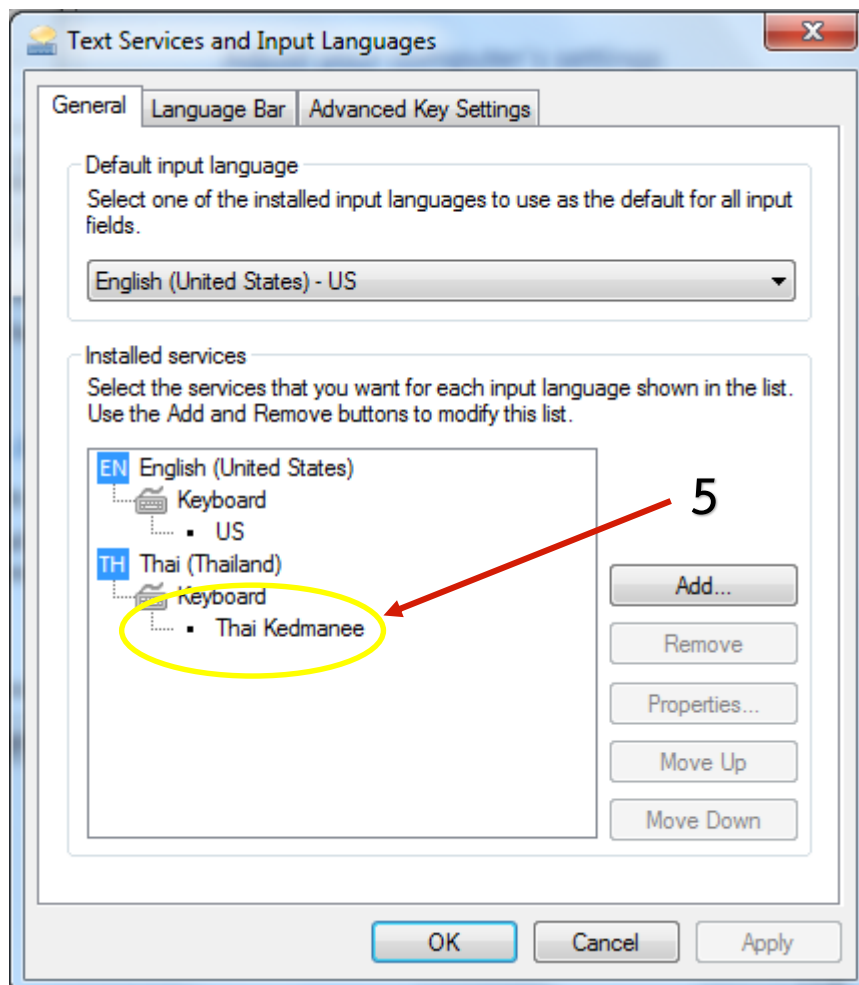 Text Services and Input Languages
General
Language Bar
Advanced Key Settings
Default input language
Select one of the installed input languages to use as the default for all input
fields.
English (United States) - US
Installed services
Select the services that you want for each input language shown in the list.
Use the Add and Remove buttons to modify this list.
EN English (United States)
Keyboard
US
TH Thai (Thailand)
Keyboard
Thai Kedmanee
5
Add...
Remove
Properties...
Move Up
Move Down
OK
Cancel
Apply